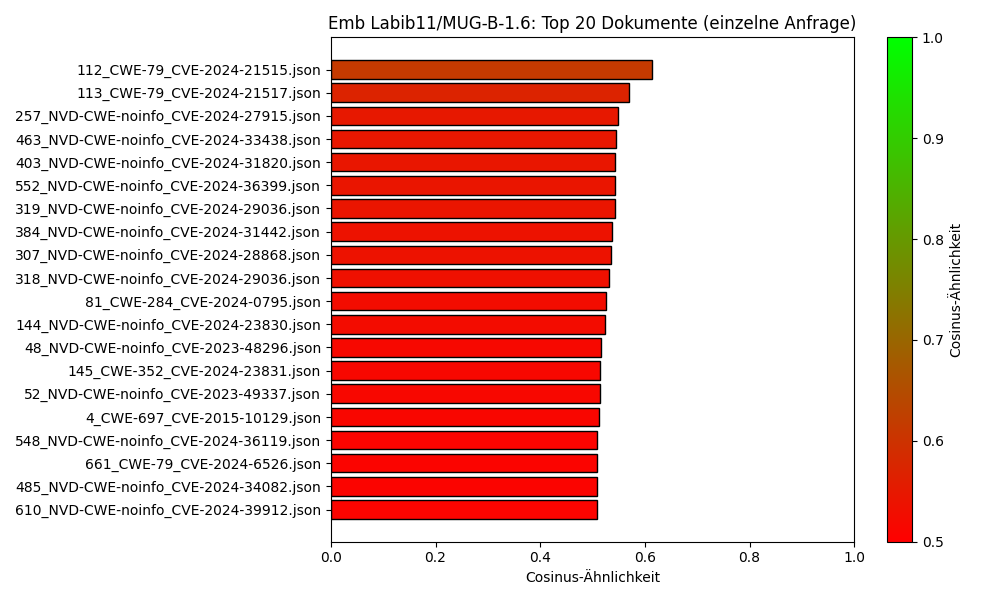 Emb Labib11/MUG-B-1.6: Top 20 Dokumente (einzelne Anfrage)
112_CWE-79_CVE-2024-21515.json
113_CWE-79_CVE-2024-21517.json
257_NVD-CWE-noinfo_CVE-2024-27915.json
463_NVD-CWE-noinfo_CVE-2024-33438.json
403_NVD-CWE-noinfo_CVE-2024-31820.json
552_NVD-CWE-noinfo_CVE-2024-36399.json
319_NVD-CWE-noinfo_CVE-2024-29036.json
384_NVD-CWE-noinfo_CVE-2024-31442.json
307_NVD-CWE-noinfo_CVE-2024-28868.json
318_NVD-CWE-noinfo_CVE-2024-29036.json
81_CWE-284_CVE-2024-0795.json
144_NVD-CWE-noinfo_CVE-2024-23830.json
48_NVD-CWE-noinfo_CVE-2023-48296.json
145_CWE-352_CVE-2024-23831.json
52_NVD-CWE-noinfo_CVE-2023-49337.json
4_CWE-697_CVE-2015-10129.json
548_NVD-CWE-noinfo_CVE-2024-36119.json
661_CWE-79_CVE-2024-6526.json
485_NVD-CWE-noinfo_CVE-2024-34082.json
610_NVD-CWE-noinfo_CVE-2024-39912.json
0.0 0.2 0.4 0.6 0.8 1.0
Cosinus-Ähnlichkeit
1.0
0.9
0.8
0.7
0.6
0.5
Cosinus-Ähnlichkeit